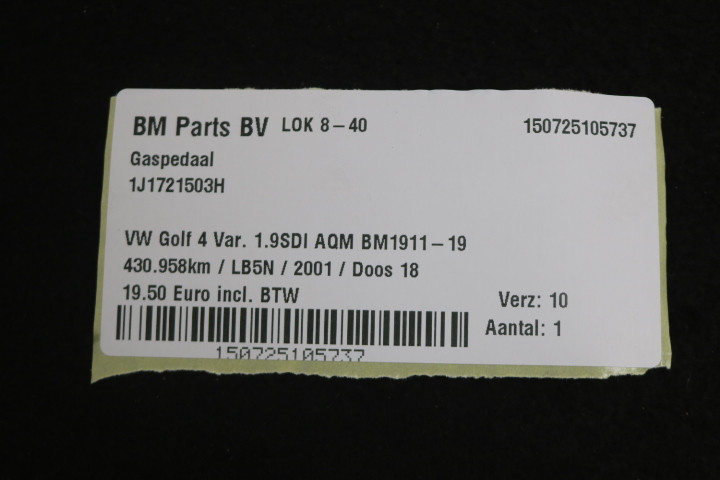 BM Parts BV LOK 8-40 150725105737
Gaspedaal
1J1721503H
VW Golf 4 Var. 1.9SDI AQM BM1911-19
430.958km / LB5N / 2001 / Doos 18
19.50 Euro incl. BTW
Verz: 10
Aantal: 1
150725105737